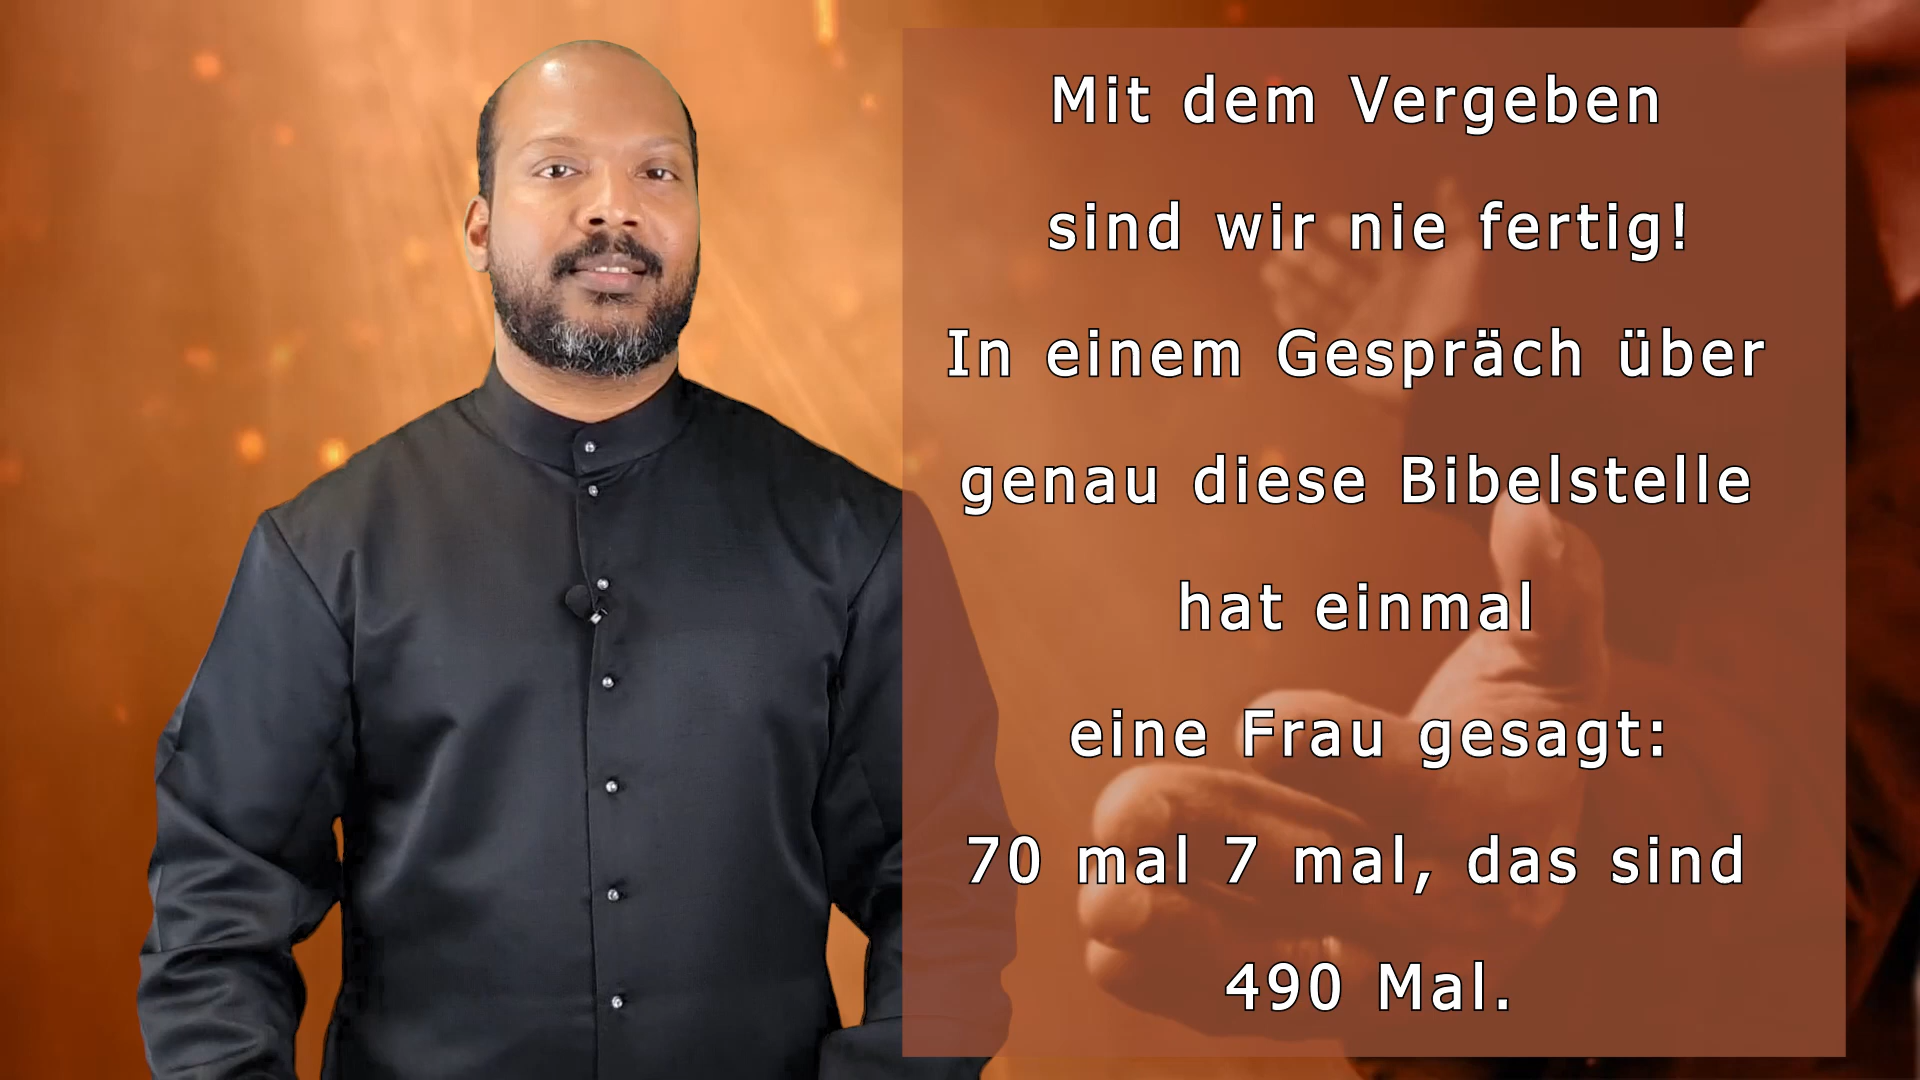 Mit dem Vergeben
sind wir nie fertig!
In einem Gespräch über
genau diese Bibelstelle
hat einmal
eine Frau gesagt:
70 mal 7 mal, das sind
490 Mal.